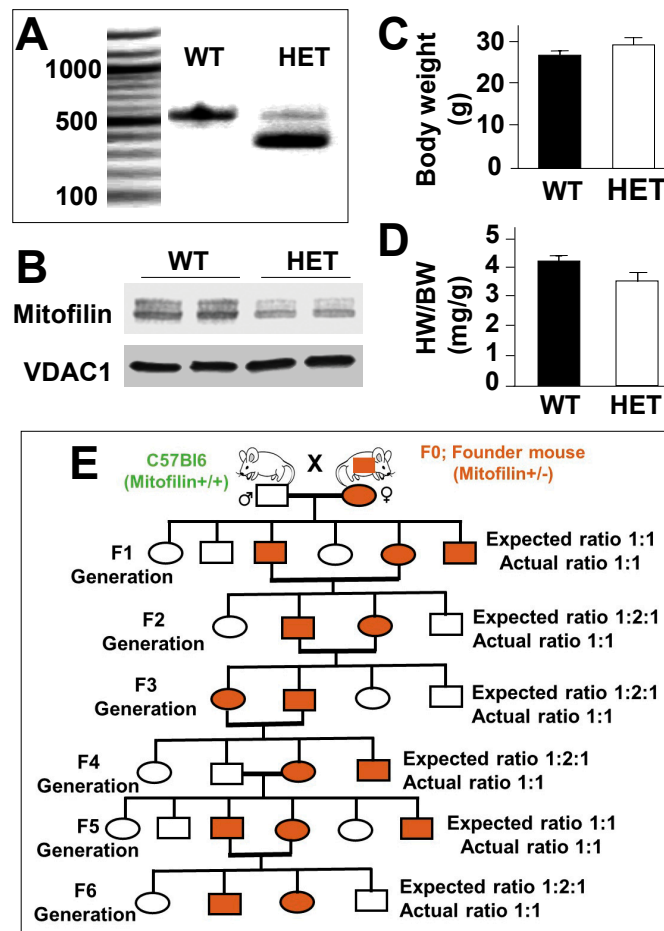 A
WT HET
1000
500
100
B
WT HET
Mitofilin
VDAC1
C
Body weight
(g)
30
20
10
0
WT HET
D
HW/BW
(mg/g)
5
4
3
2
1
0
WT HET
E
C57Bl6
(Mitofilin+/+)
X
F0; Founder mouse
(Mitofilin+/-)
♂ ♀
F1
Generation
Expected ratio 1:1
Actual ratio 1:1
F2
Generation
Expected ratio 1:2:1
Actual ratio 1:1
F3
Generation
Expected ratio 1:2:1
Actual ratio 1:1
F4
Generation
Expected ratio 1:2:1
Actual ratio 1:1
F5
Generation
Expected ratio 1:1
Actual ratio 1:1
F6
Generation
Expected ratio 1:2:1
Actual ratio 1:1